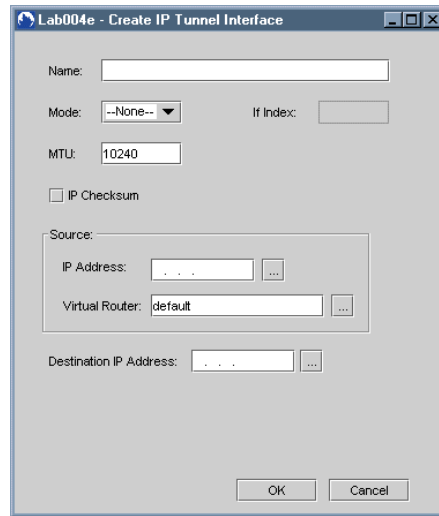 Lab004e - Create IP Tunnel Interface
Name:
Mode: --None-- If Index:
MTU: 10240
IP Checksum
Source:
IP Address: . . . ...
Virtual Router: default ...
Destination IP Address: . . . ...
OK Cancel